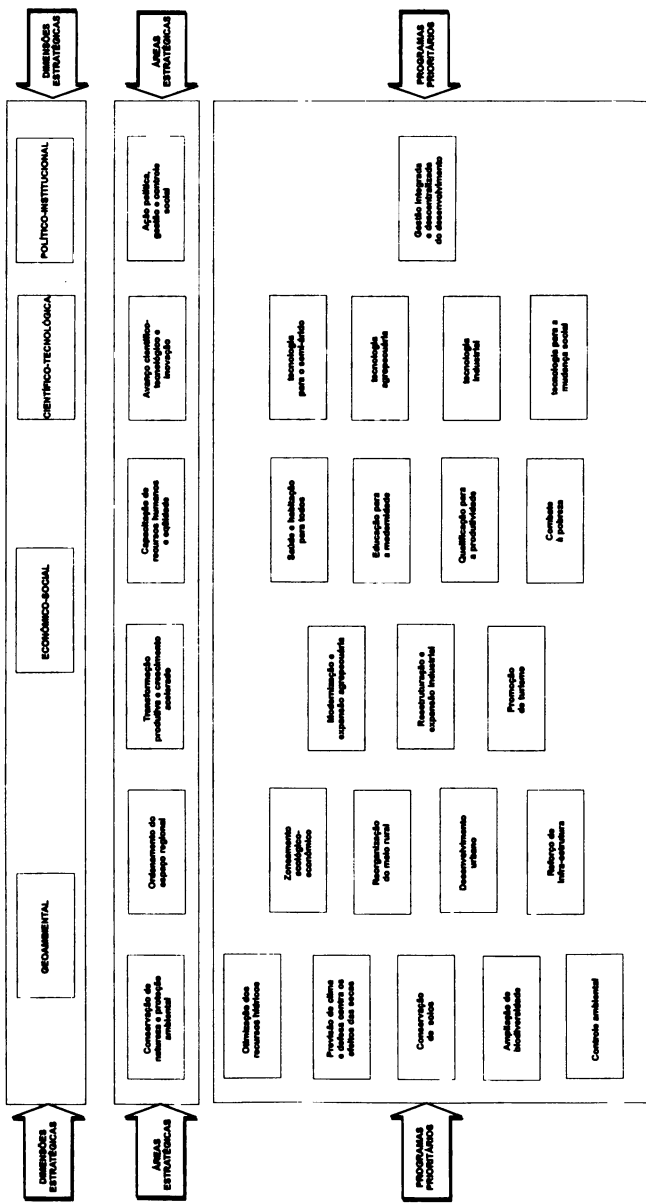 DIMENSÕES
ESTRATÉGICAS
GEOAMBIENTAL
ECONÔMICO-SOCIAL
CIENTÍFICO-TECNOLÓGICA
POLÍTICO-INSTITUCIONAL
DIMENSÕES
ESTRATÉGICAS
ÁREAS
ESTRATÉGICAS
Conservação da
natureza e proteção
ambiental
Ordenamento do
espaço regional
Transformação
produtiva e crescimento
acelerado
Capacitação de
recursos humanos
e eqüidade
Avanço científico-
tecnológico e
inovação
Ação política,
gestão e controle
social
ÁREAS
ESTRATÉGICAS
PROGRAMAS
PRIORITÁRIOS
Otimização dos
recursos hídricos
Previsão de clima
e defesa contra os
efeitos das secas
Conservação
de solos
Ampliação da
biodiversidade
Controle ambiental
Zoneamento
ecológico-
econômico
Reorganização
do meio rural
Desenvolvimento
urbano
Reforço de
infra-estrutura
Modernização e
expansão agropecuária
Reestruturação e
expansão industrial
Promoção
do turismo
Saúde e habitação
para todos
Educação para
a modernidade
Qualificação para
a produtividade
Combate
à pobreza
tecnologia
para o semi-árido
tecnologia
agropecuária
tecnologia
industrial
tecnologia para a
mudança social
Gestão integrada
e descentralizada
do desenvolvimento
PROGRAMAS
PRIORITÁRIOS